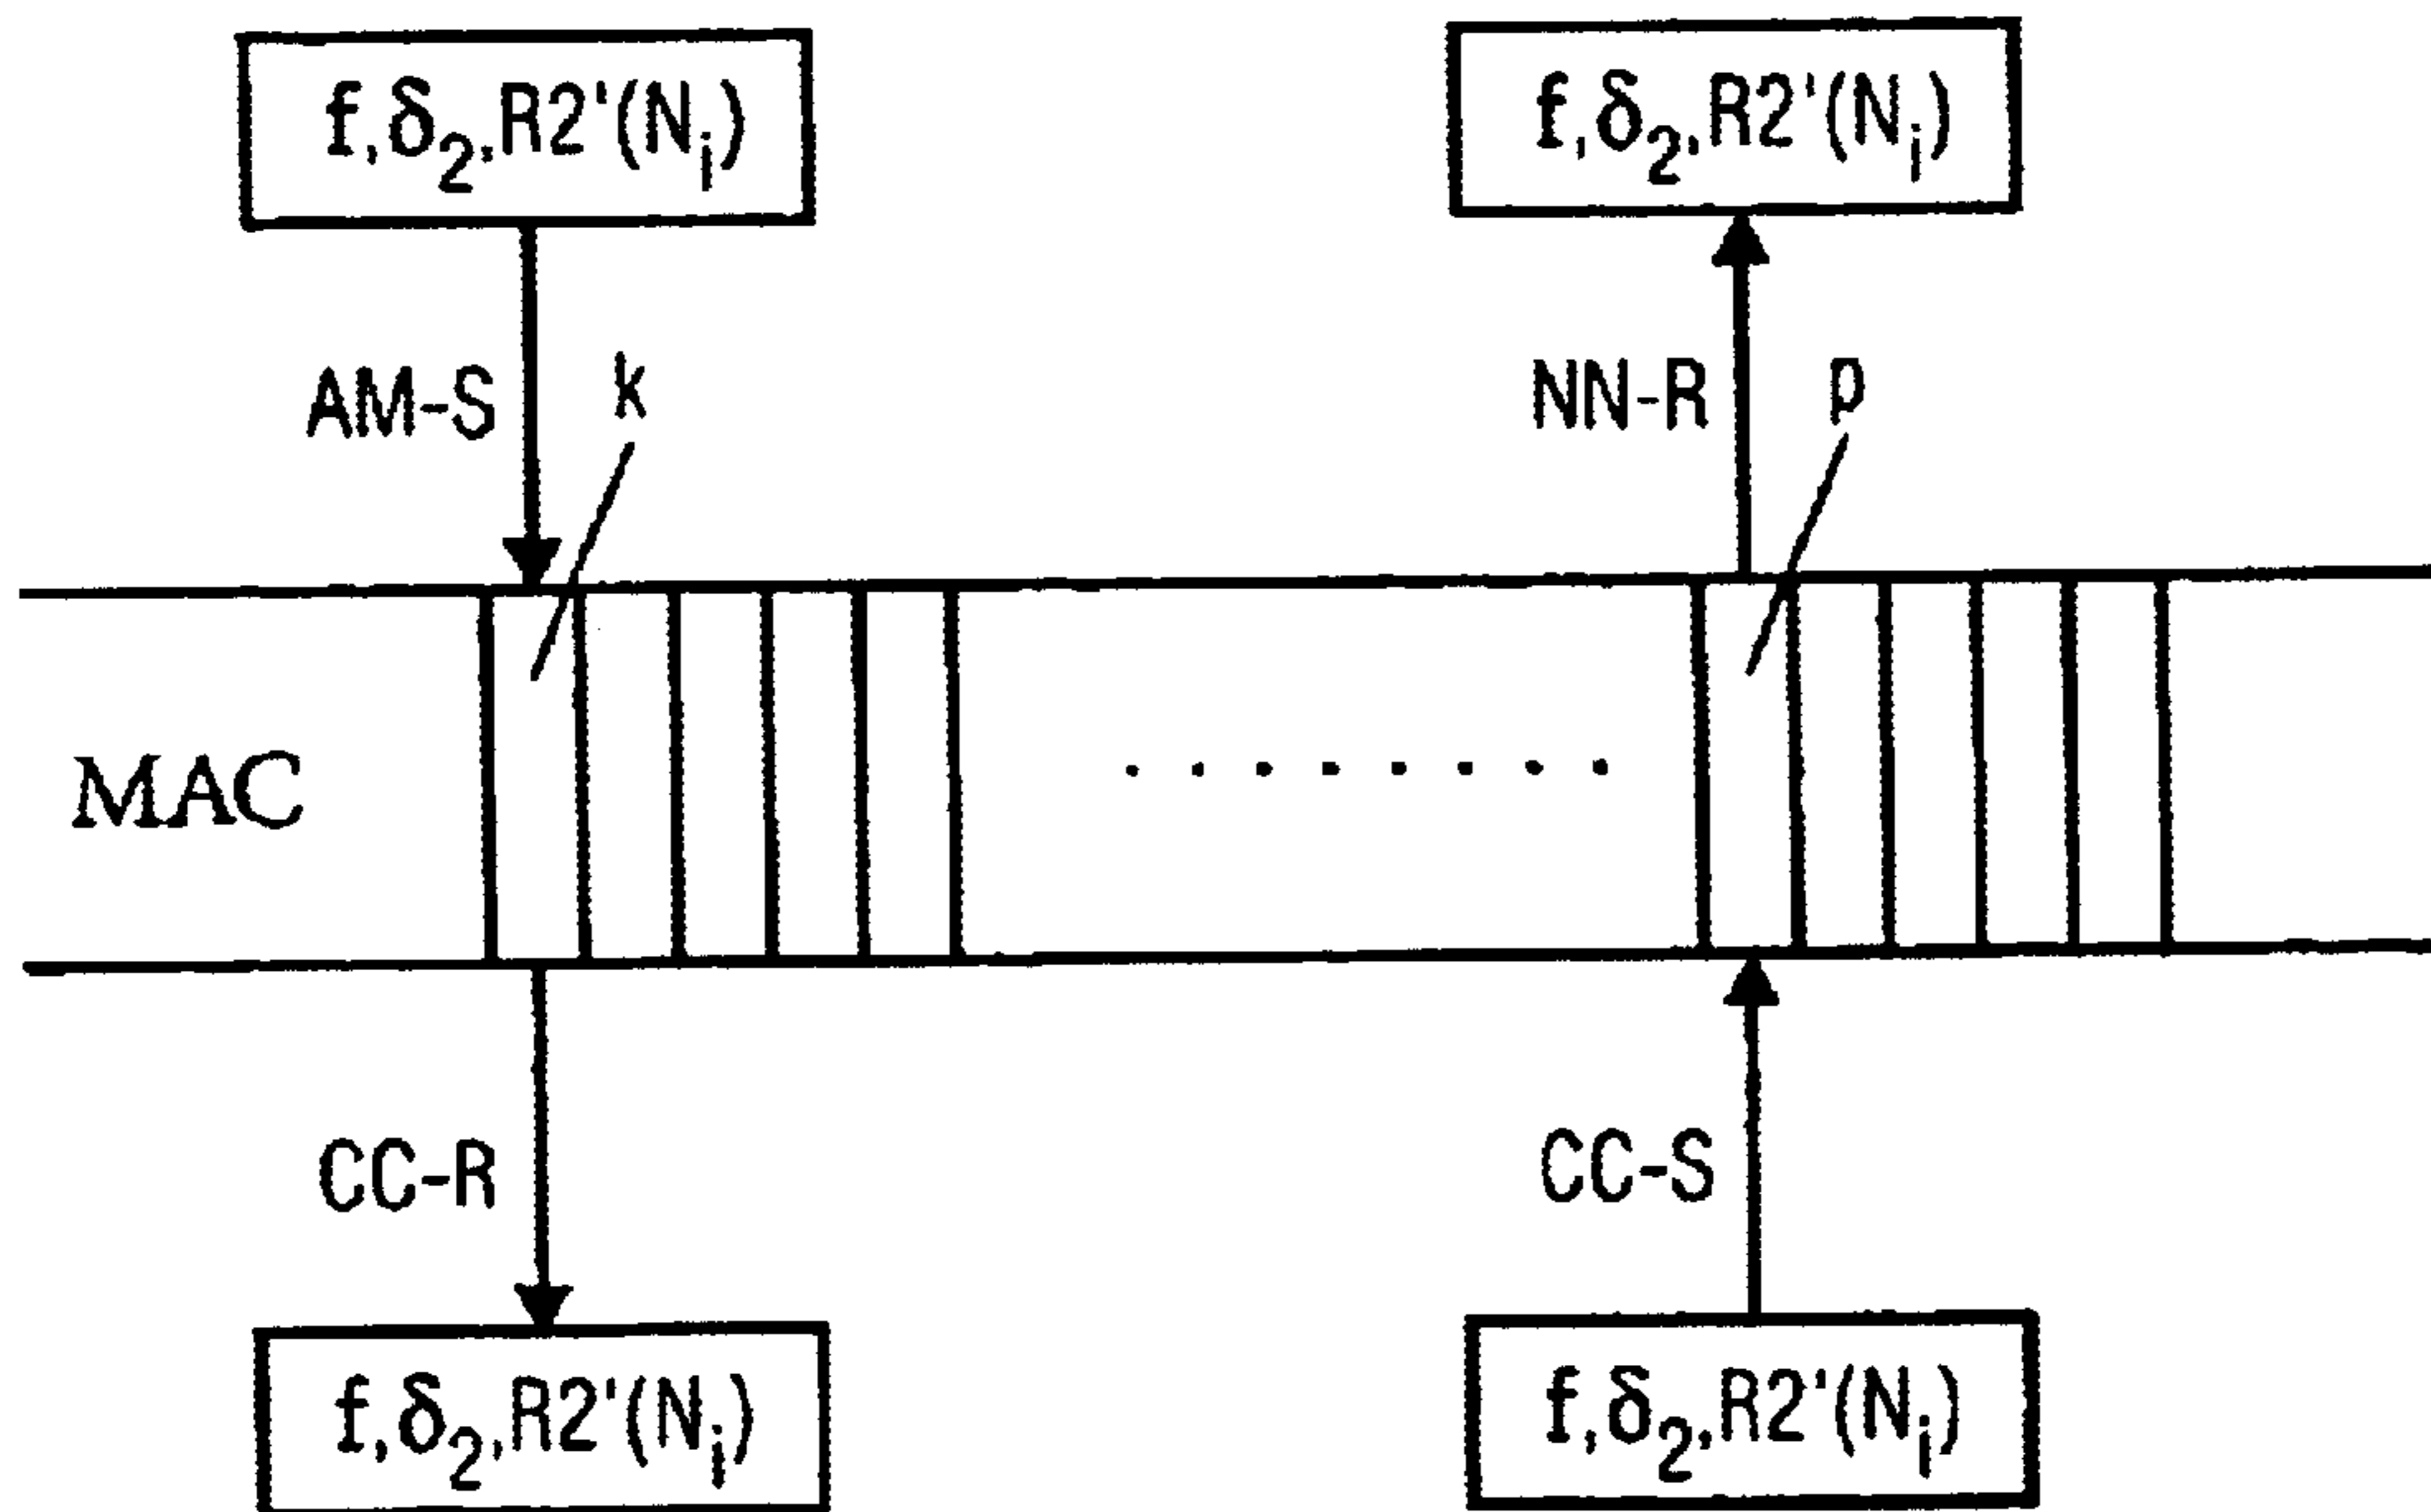 f,δ₂,R2'(Nᵢ)
f,δ₂,R2'(Nᵢ)
AM-S
k
NN-R
p
MAC
CC-R
CC-S
f,δ₂,R2'(Nᵢ)
f,δ₂,R2'(Nᵢ)